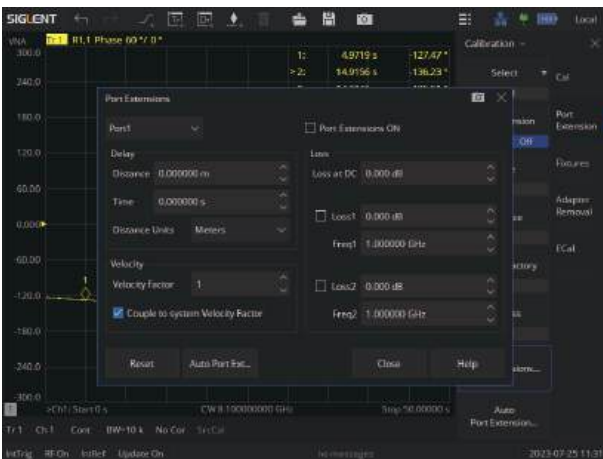 SIGLENT
Local
VNA Tr1 R1,1 Phase 60 °/ 0 °
300.0
1: 4.9719 s -127.47 °
>2: 14.9156 s -136.23 °
240.0
180.0
120.0
60.00
0.000
-60.00
-120.0
-180.0
-240.0
-300.0
1
Port Extensions
Port1
Port Extensions ON
Delay
Distance 0.000000 m
Time 0.000000 s
Distance Units Meters
Velocity
Velocity Factor 1
Couple to system Velocity Factor
Loss
Loss at DC 0.000 dB
Loss1 0.000 dB
Freq1 1.000000 GHz
Loss2 0.000 dB
Freq2 1.000000 GHz
Reset
Auto Port Ext...
Close
Help
Calibration
Select
Off
Auto
Port Extension...
Cal
Port
Extension
Fixtures
Adapter
Removal
ECal
>Ch1: Start 0 s
CW 8.100000000 GHz
Stop 50.00000 s
Tr 1 Ch 1 Cont BW=10 k No Cor SrcCal
IntTrig RF On IntRef Update On
no messages
2023-07-25 11:31